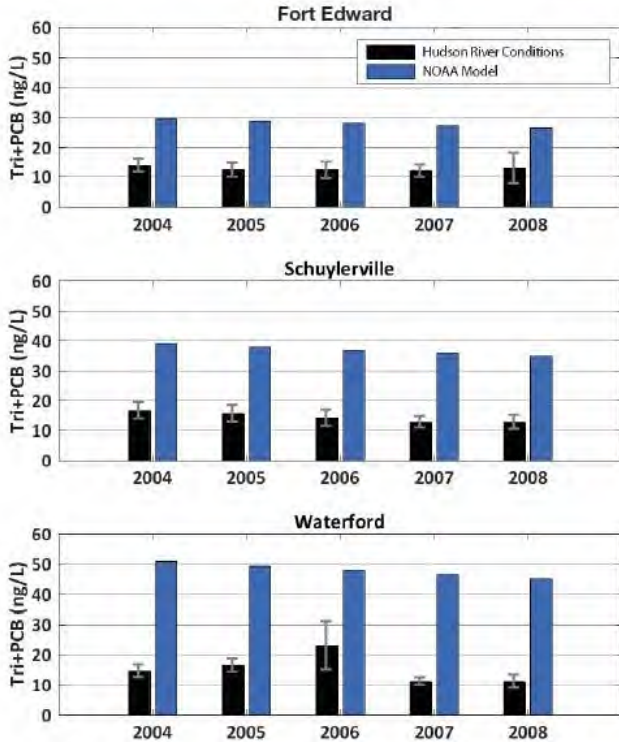 Fort Edward
Tri+PCB (ng/L)
60
50
40
30
20
10
0
Hudson River Conditions
NOAA Model
2004 2005 2006 2007 2008
Schuylerville
Tri+PCB (ng/L)
60
50
40
30
20
10
0
2004 2005 2006 2007 2008
Waterford
Tri+PCB (ng/L)
60
50
40
30
20
10
0
2004 2005 2006 2007 2008